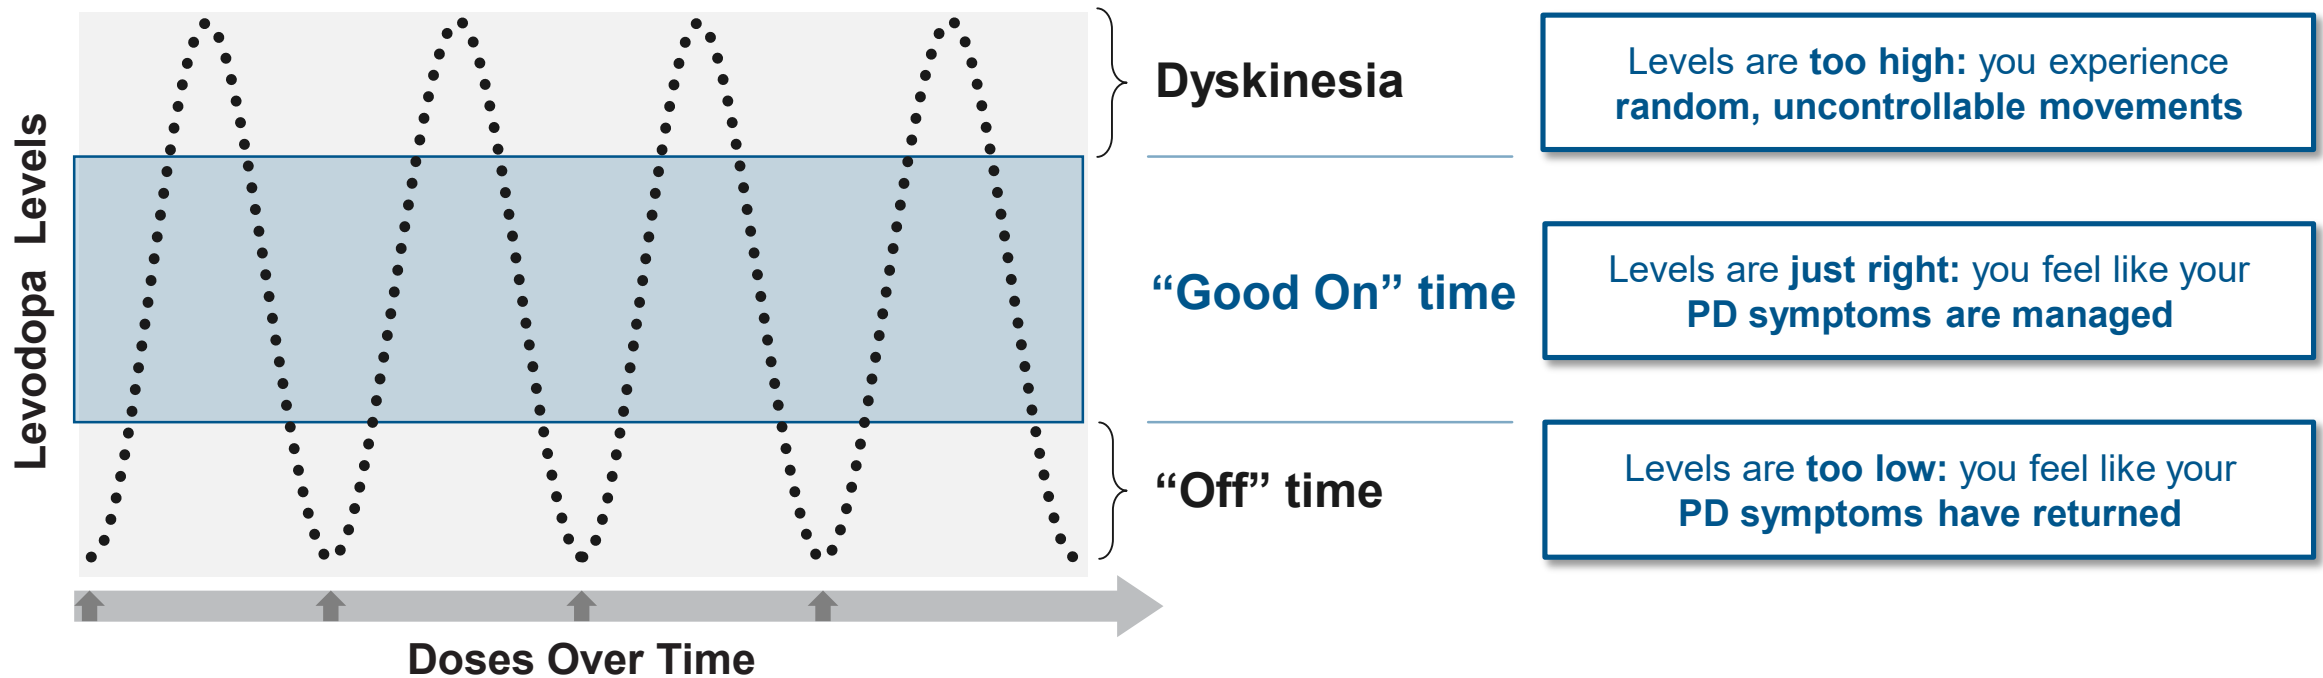 Levodopa Levels
Dyskinesia
Levels are too high: you experience
random, uncontrollable movements
“Good On” time
Levels are just right: you feel like your
PD symptoms are managed
“Off” time
Levels are too low: you feel like your
PD symptoms have returned
Doses Over Time